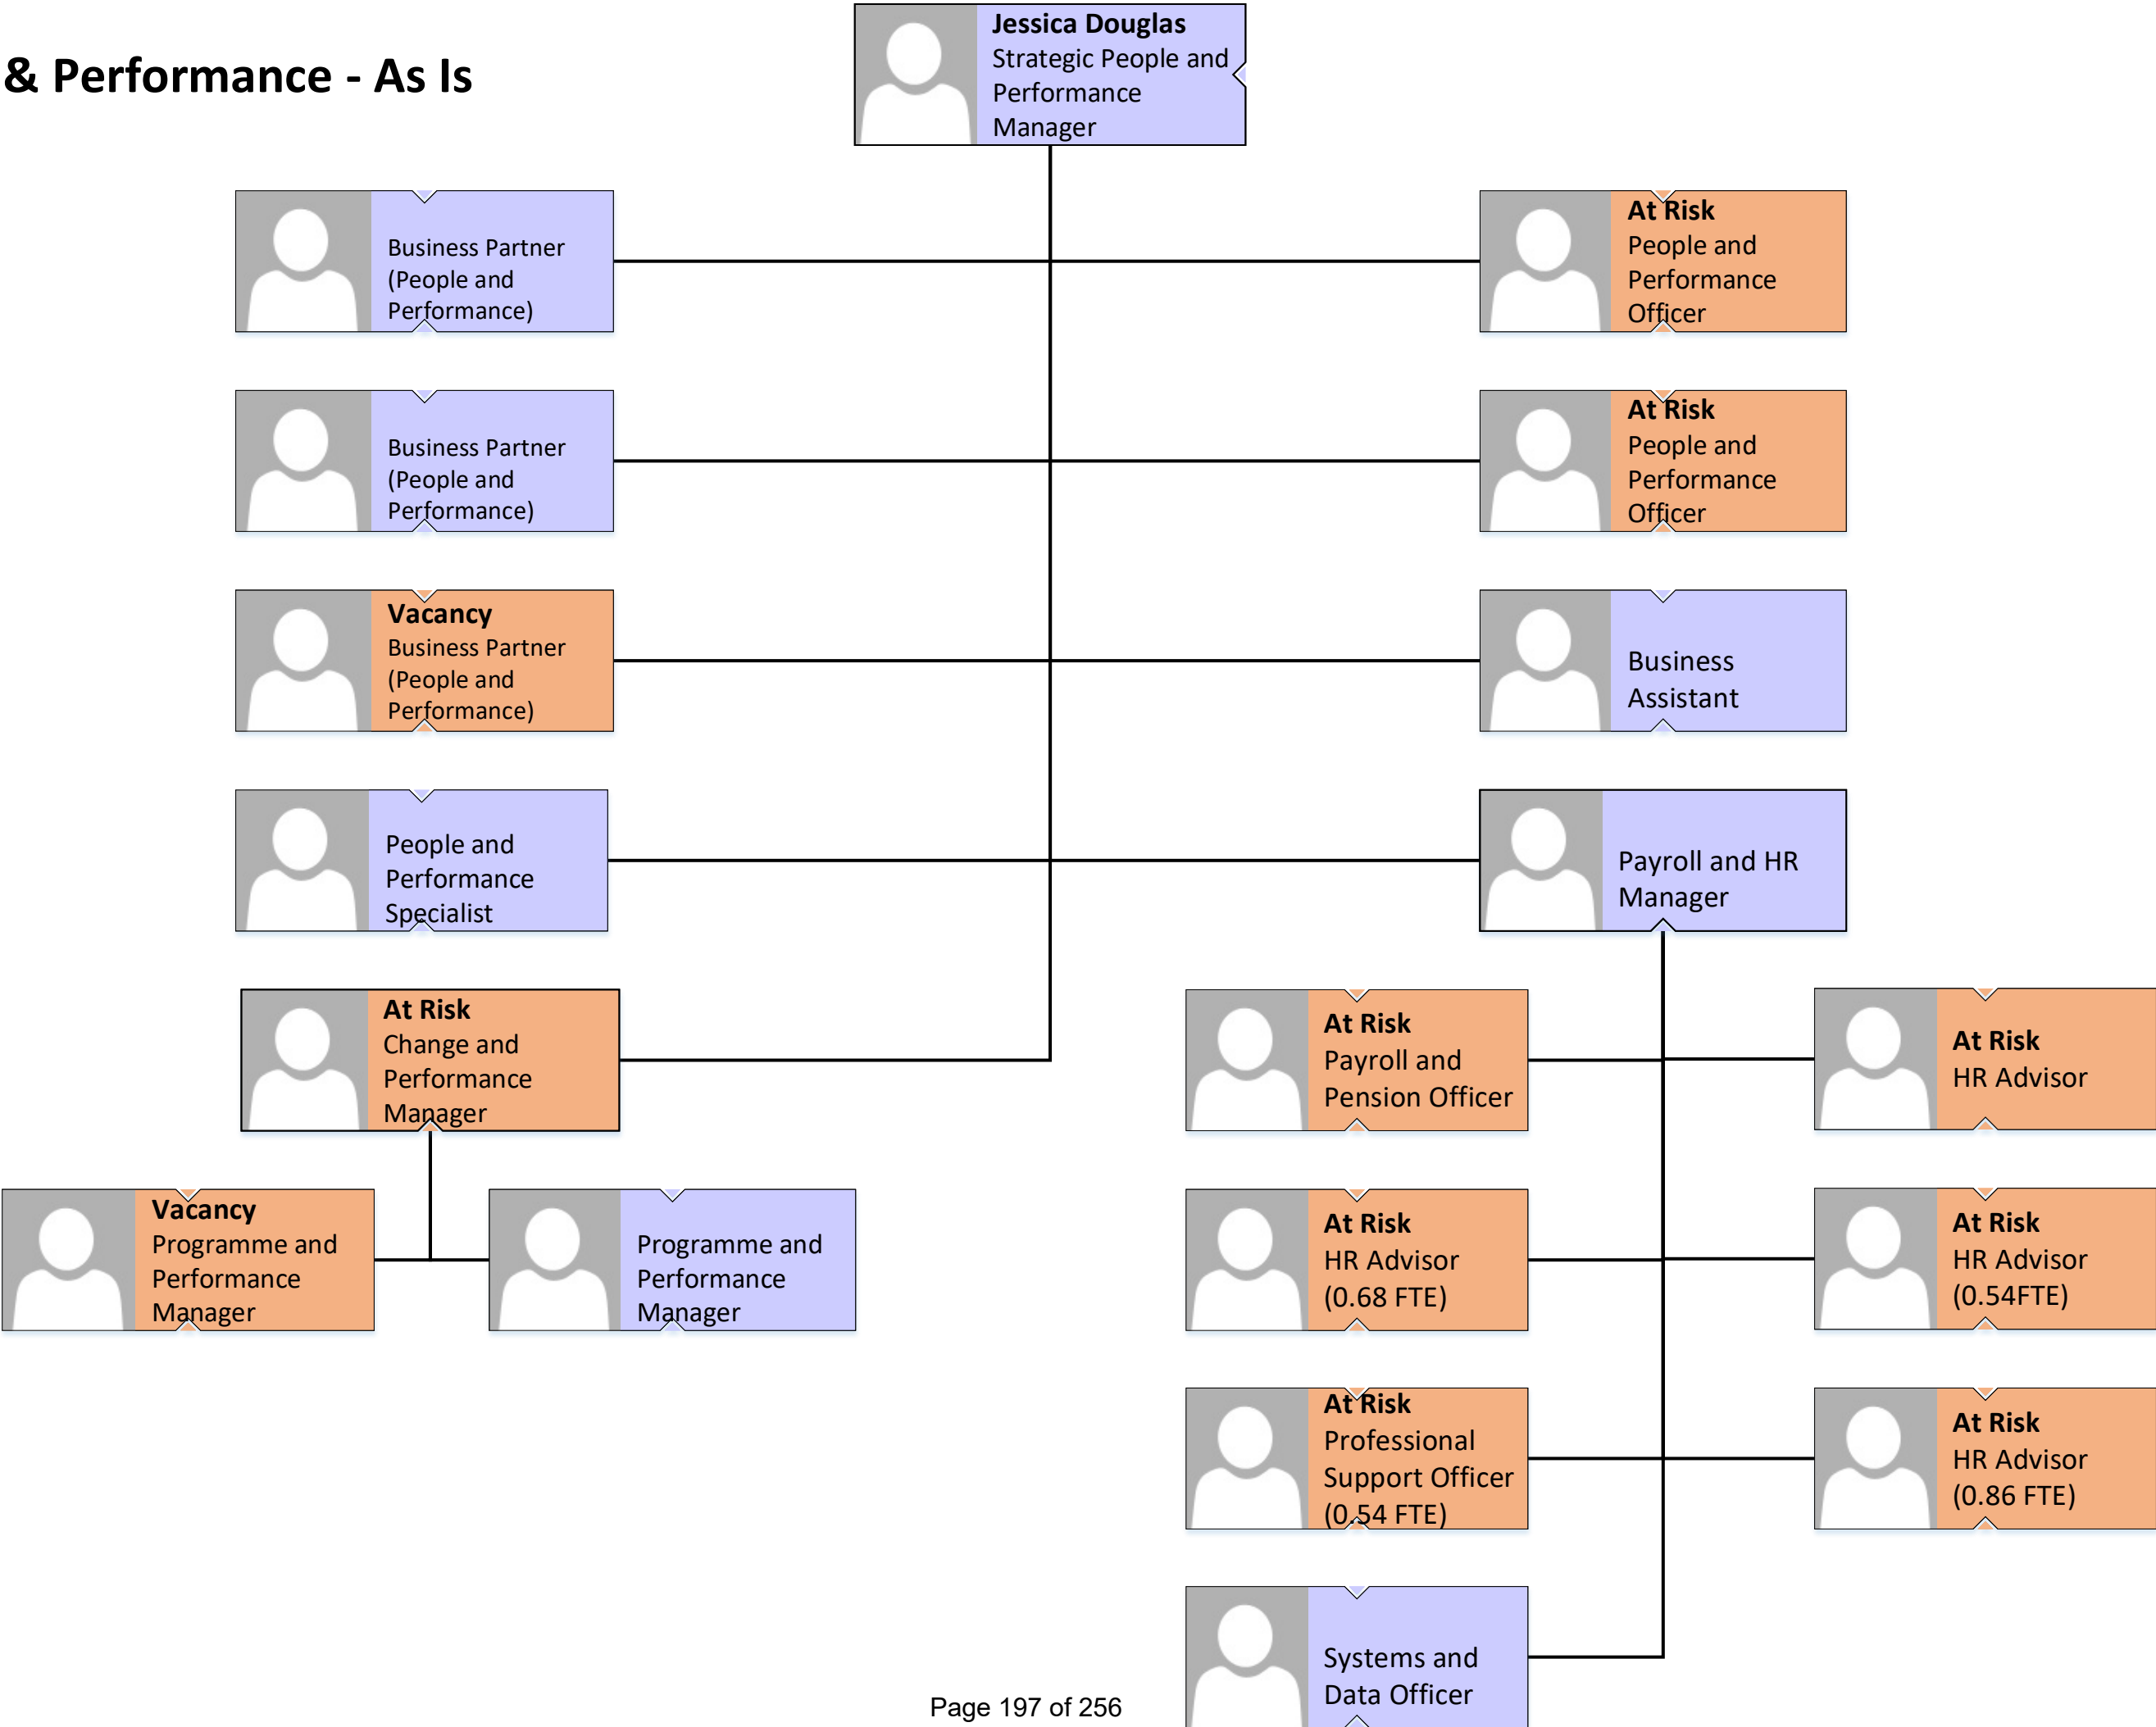 & Performance - As Is
Jessica Douglas
Strategic People and
Performance
Manager
Business Partner
(People and
Performance)
At Risk
People and
Performance
Officer
Business Partner
(People and
Performance)
At Risk
People and
Performance
Officer
Vacancy
Business Partner
(People and
Performance)
Business
Assistant
People and
Performance
Specialist
Payroll and HR
Manager
At Risk
Change and
Performance
Manager
At Risk
Payroll and
Pension Officer
At Risk
HR Advisor
Vacancy
Programme and
Performance
Manager
Programme and
Performance
Manager
At Risk
HR Advisor
(0.68 FTE)
At Risk
HR Advisor
(0.54FTE)
At Risk
Professional
Support Officer
(0.54 FTE)
At Risk
HR Advisor
(0.86 FTE)
Systems and
Data Officer
Page 197 of 256